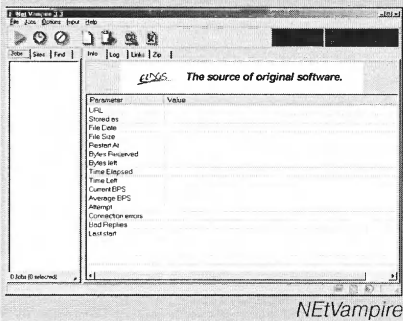 Net Vampire 3.3
File Jobs Options Input Help
Jobs Sites Find Info Log Links Zip
The source of original software.
Parameter Value
URL
Stored as
File Date
File Size
Restart At
Bytes Received
Bytes left
Time Elapsed
Time Left
Current BPS
Average BPS
Attempt
Connection errors
Bad Replies
Last start
0 Jobs (0 selected)
NEtVampire